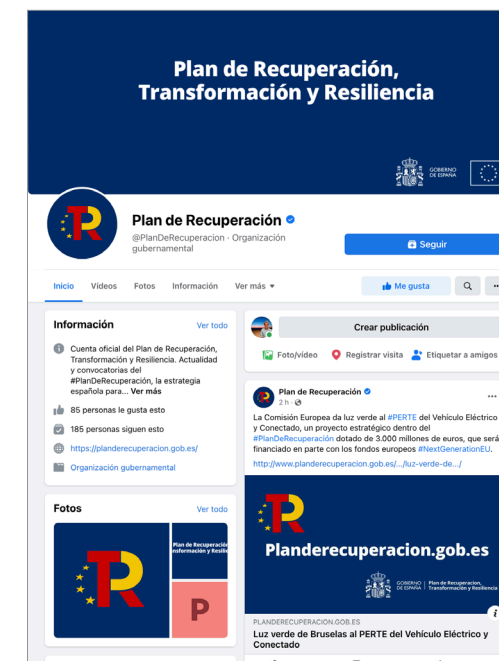 Plan de Recuperación,
Transformación y Resiliencia
GOBIERNO
DE ESPAÑA
Plan de Recuperación
@PlanDeRecuperacion · Organización
gubernamental
Seguir
Inicio Vídeos Fotos Información Ver más
Me gusta
Información Ver todo
Cuenta oficial del Plan de Recuperación,
Transformación y Resiliencia. Actualidad
y convocatorias del
#PlanDeRecuperación, la estrategia
española para... Ver más
85 personas le gusta esto
185 personas siguen esto
https://planderecuperacion.gob.es/
Organización gubernamental
Fotos Ver todo
Plan de Recuperación
P
Crear publicación
Foto/vídeo Registrar visita Etiquetar a amigos
Plan de Recuperación
2 h ·
La Comisión Europea da luz verde al #PERTE del Vehículo Eléctrico
y Conectado, un proyecto estratégico dentro del
#PlanDeRecuperación dotado de 3.000 millones de euros, que será
financiado en parte con los fondos europeos #NextGenerationEU.
http://www.planderecuperacion.gob.es/.../luz-verde-de.../
Planderecuperacion.gob.es
GOBIERNO
DE ESPAÑA
Plan de Recuperación,
Transformación y Resiliencia
PLANDERECUPERACION.GOB.ES
Luz verde de Bruselas al PERTE del Vehículo Eléctrico y
Conectado